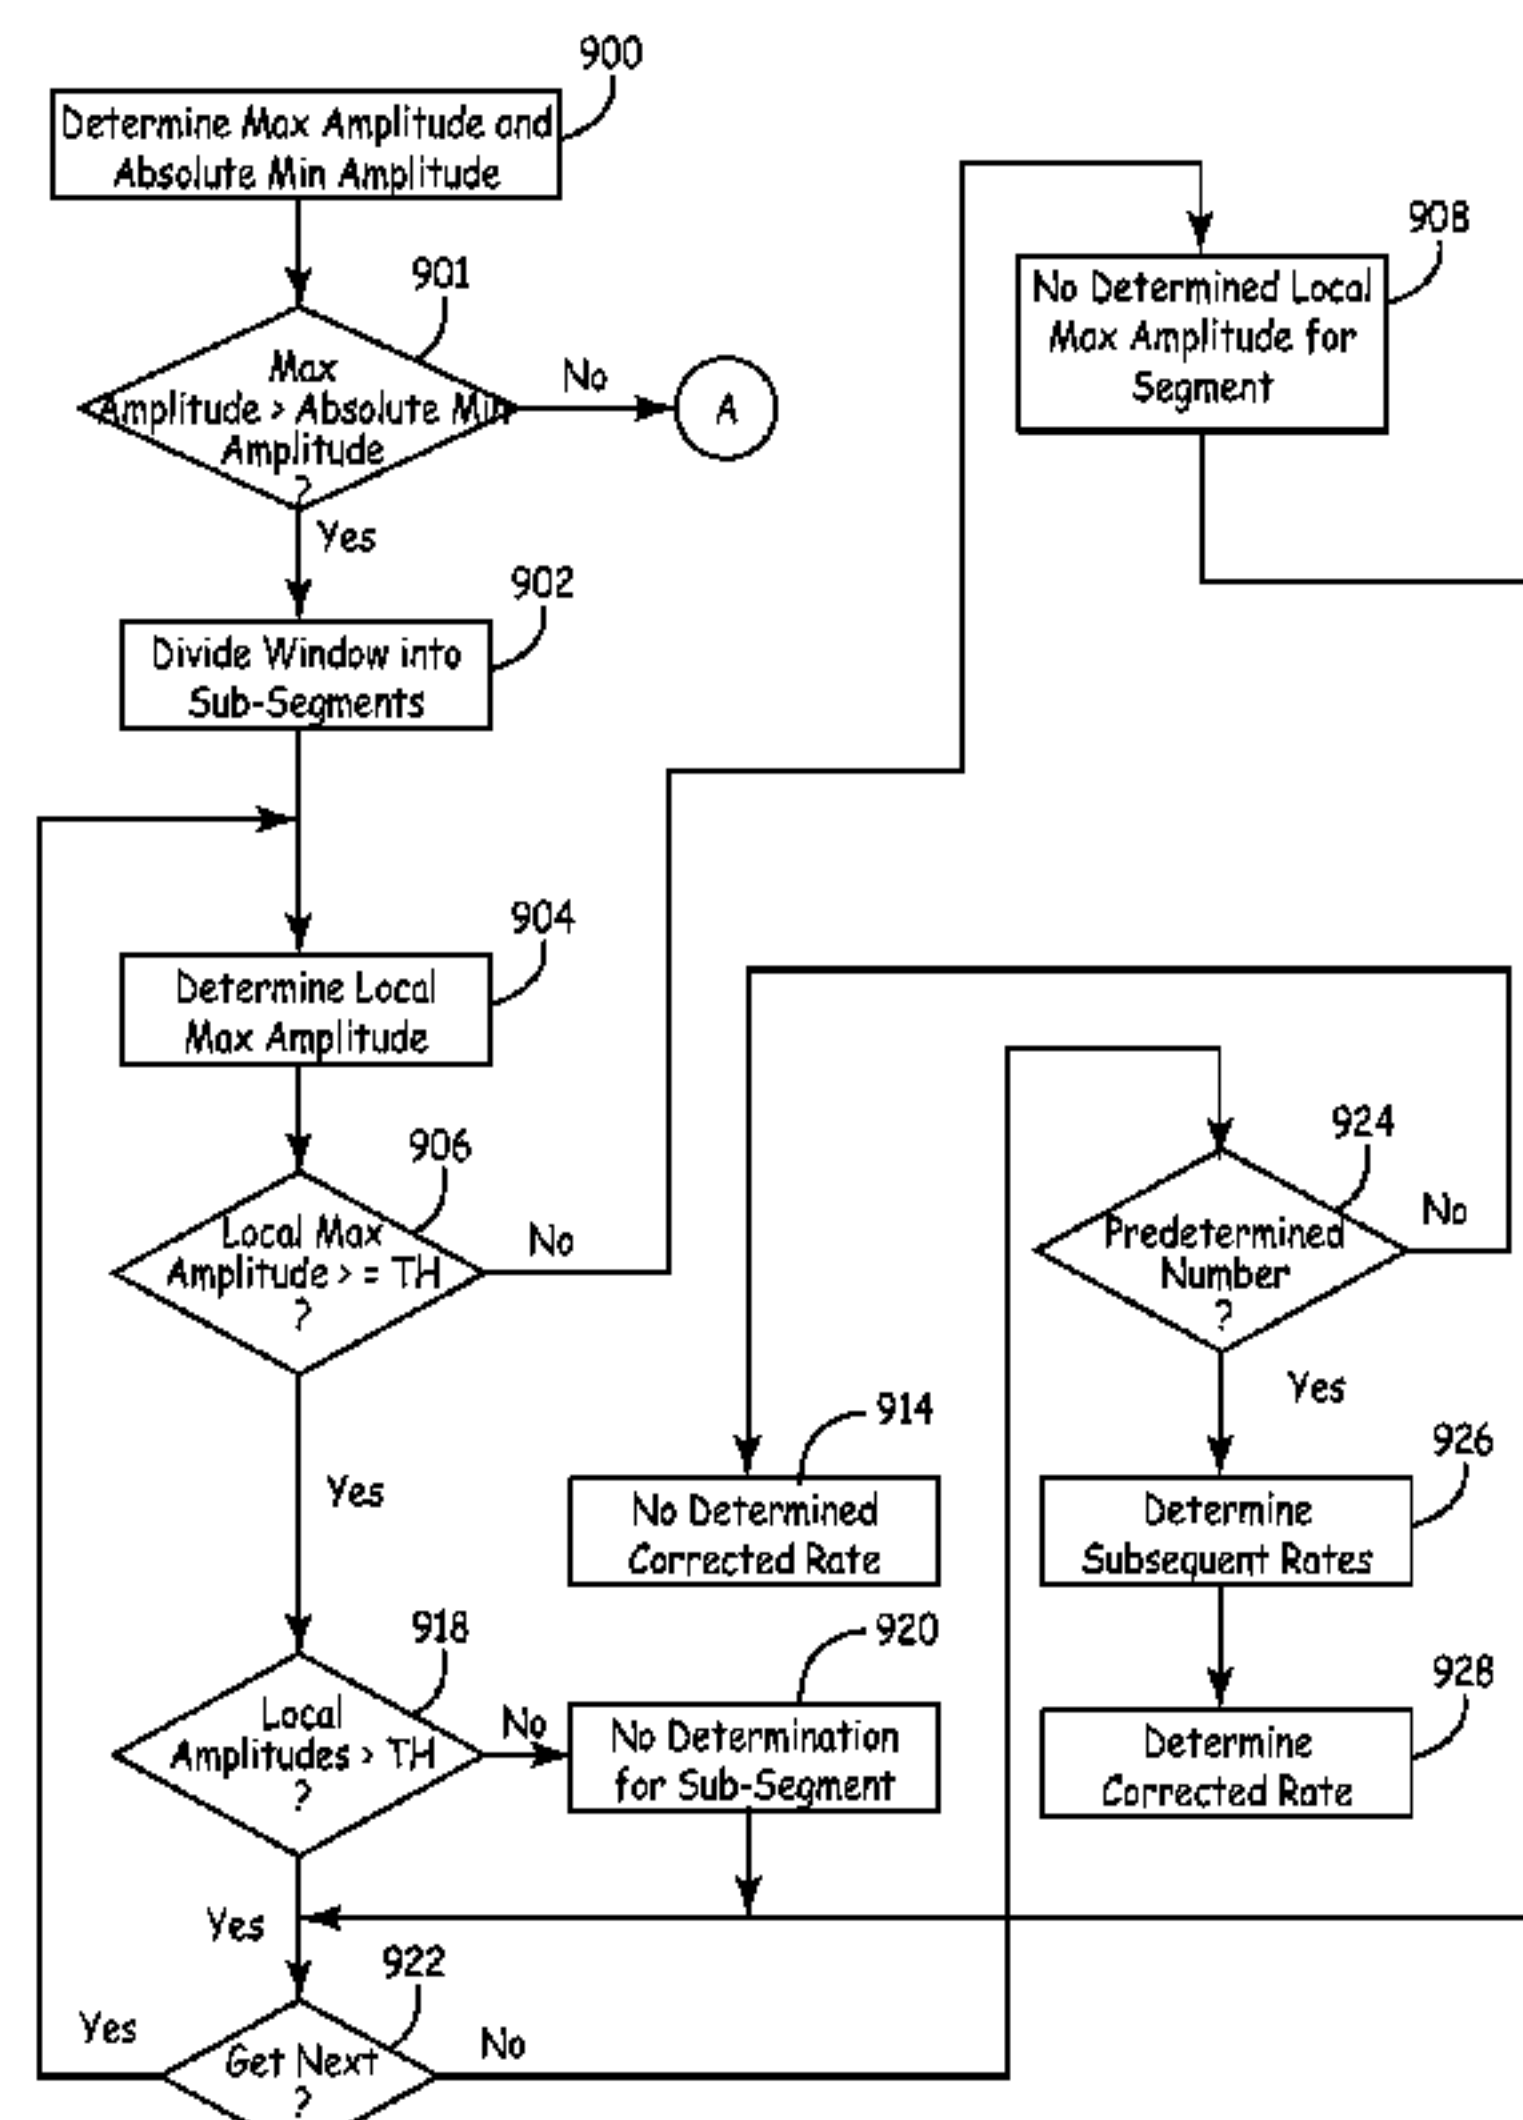 900
Determine Max Amplitude and
Absolute Min Amplitude
901
Max
Amplitude > Absolute Min
Amplitude
?
No
A
Yes
902
Divide Window into
Sub-Segments
908
No Determined Local
Max Amplitude for
Segment
904
Determine Local
Max Amplitude
906
Local Max
Amplitude > = TH
?
No
Yes
924
Predetermined
Number
?
No
Yes
914
No Determined
Corrected Rate
926
Determine
Subsequent Rates
918
Local
Amplitudes > TH
?
No
920
No Determination
for Sub-Segment
928
Determine
Corrected Rate
Yes
922
Get Next
?
Yes
No